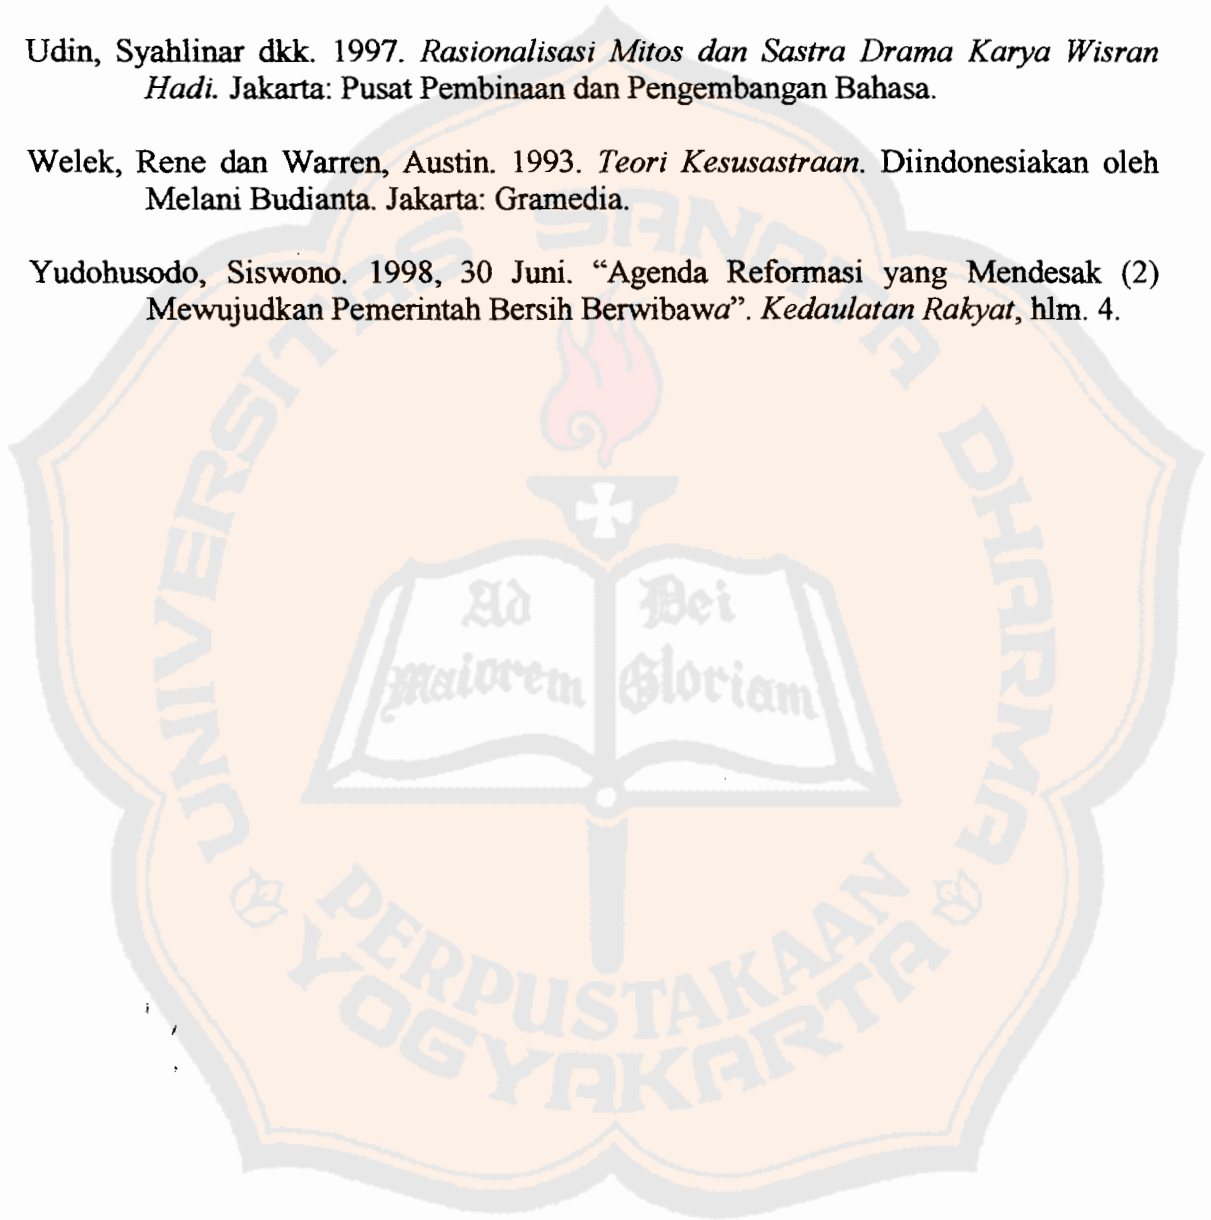 Udin, Syahlinar dkk. 1997. Rasionalisasi Mitos dan Sastra Drama Karya Wisran
Hadi. Jakarta: Pusat Pembinaan dan Pengembangan Bahasa.
Welek, Rene dan Warren, Austin. 1993. Teori Kesusastraan. Diindonesiakan oleh
Melani Budianta. Jakarta: Gramedia.
Yudohusodo, Siswono. 1998, 30 Juni. “Agenda Reformasi yang Mendesak (2)
Mewujudkan Pemerintah Bersih Berwibawa”. Kedaulatan Rakyat, hlm. 4.
UNIVERSITAS SANATA DHARMA
Ad Dei
maiorem Gloriam
PERPUSTAKAAN
YOGYAKARTA